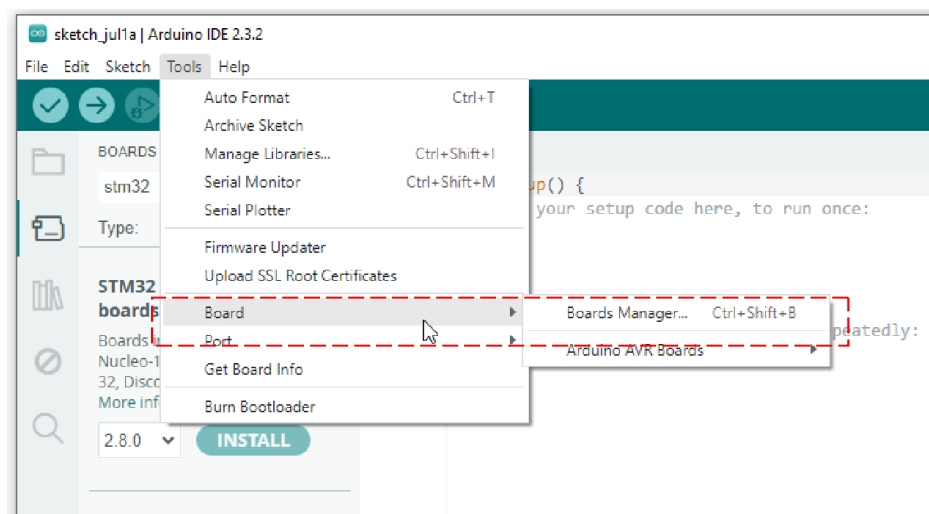 sketch_jul1a | Arduino IDE 2.3.2
File Edit Sketch Tools Help
Auto Format Ctrl+T
Archive Sketch
BOARDS Manage Libraries... Ctrl+Shift+I
stm32 Serial Monitor Ctrl+Shift+M up() {
Serial Plotter your setup code here, to run once:
Type:
Firmware Updater
Upload SSL Root Certificates
STM32
boards Board Boards Manager... Ctrl+Shift+B
Boards Port peatedly:
Nucleo-1 Arduino AVR Boards
32, Disco Get Board Info
More inf
Burn Bootloader
2.8.0 INSTALL